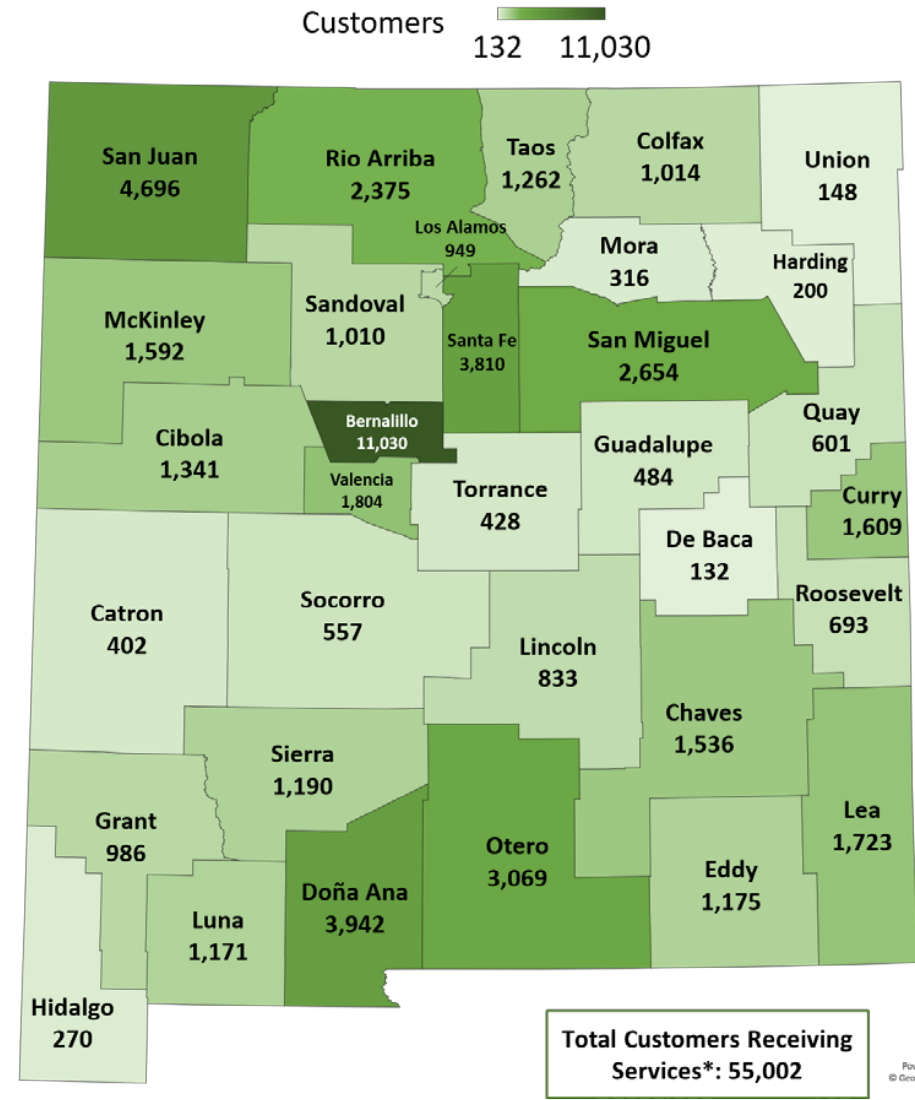 Customers
132 11,030
San Juan
4,696
Rio Arriba
2,375
Taos
1,262
Colfax
1,014
Union
148
Los Alamos
949
Mora
316
Harding
200
McKinley
1,592
Sandoval
1,010
Santa Fe
3,810
San Miguel
2,654
Quay
601
Cibola
1,341
Bernalillo
11,030
Valencia
1,804
Torrance
428
Guadalupe
484
Curry
1,609
De Baca
132
Roosevelt
693
Catron
402
Socorro
557
Lincoln
833
Chaves
1,536
Sierra
1,190
Grant
986
Otero
3,069
Lea
1,723
Eddy
1,175
Doña Ana
3,942
Luna
1,171
Hidalgo
270
Total Customers Receiving
Services*: 55,002
Pov
© Geo